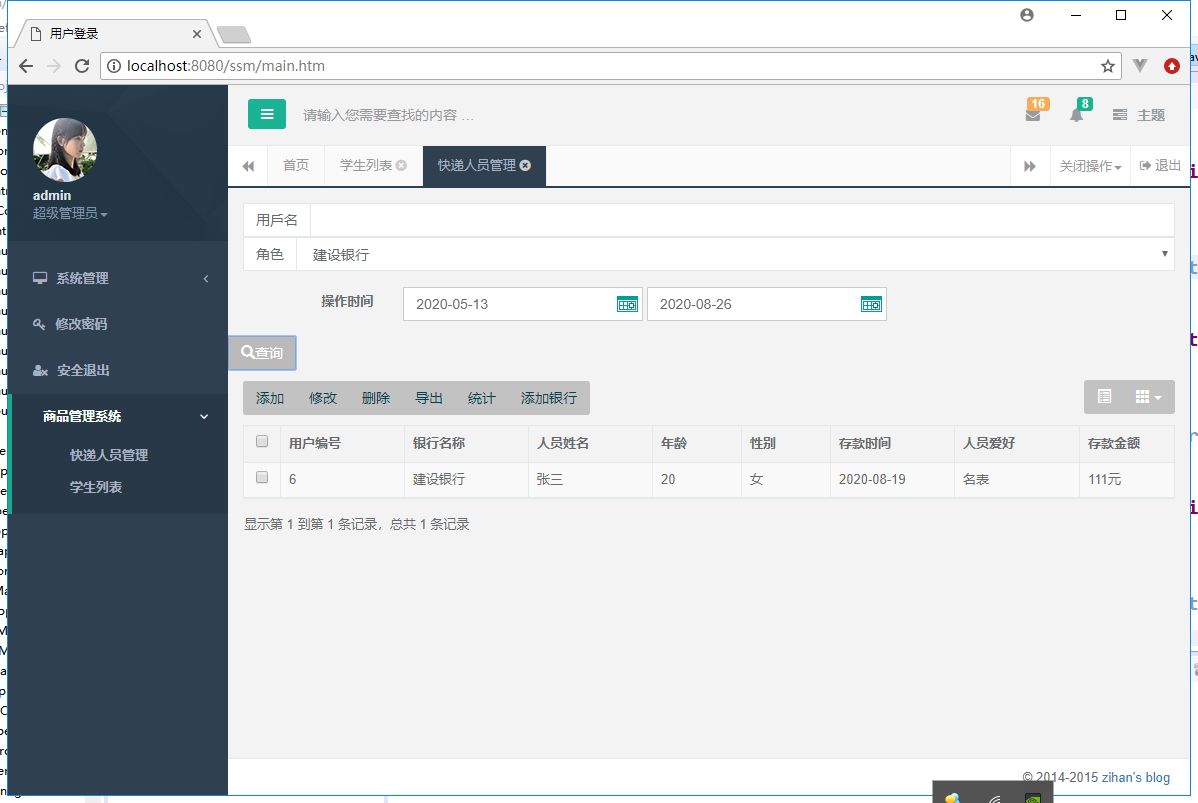 用户登录
localhost:8080/ssm/main.htm
请输入您需要查找的内容 …
16
8
主题
首页
学生列表
快递人员管理
关闭操作
退出
admin
超级管理员
系统管理
修改密码
安全退出
商品管理系统
快递人员管理
学生列表
用戶名
角色
建设银行
操作时间
2020-05-13
2020-08-26
查询
添加 修改 删除 导出 统计 添加银行
用户编号 银行名称 人员姓名 年龄 性别 存款时间 人员爱好 存款金额
6 建设银行 张三 20 女 2020-08-19 名表 111元
显示第 1 到第 1 条记录，总共 1 条记录
© 2014-2015 zihan's blog